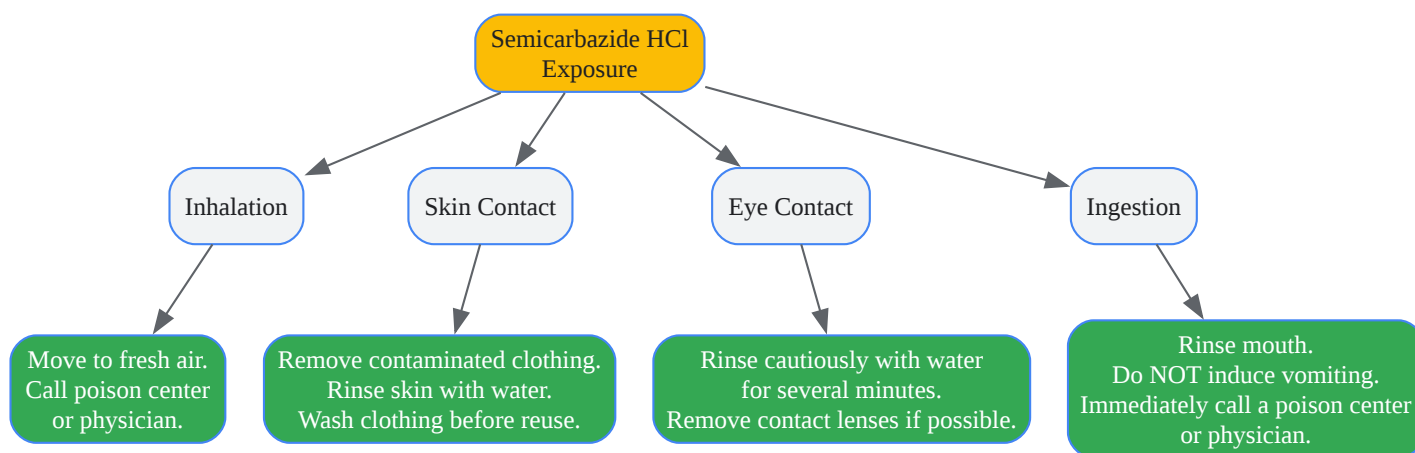 Semicarbazide HCl
Exposure
Inhalation
Skin Contact
Eye Contact
Ingestion
Move to fresh air.
Call poison center
or physician.
Remove contaminated clothing.
Rinse skin with water.
Wash clothing before reuse.
Rinse cautiously with water
for several minutes.
Remove contact lenses if possible.
Rinse mouth.
Do NOT induce vomiting.
Immediately call a poison center
or physician.